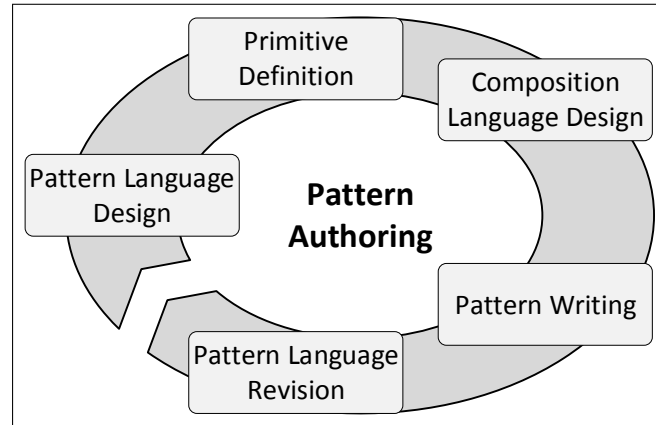 Primitive
Definition
Composition
Language Design
Pattern Language
Design
Pattern
Authoring
Pattern Writing
Pattern Language
Revision